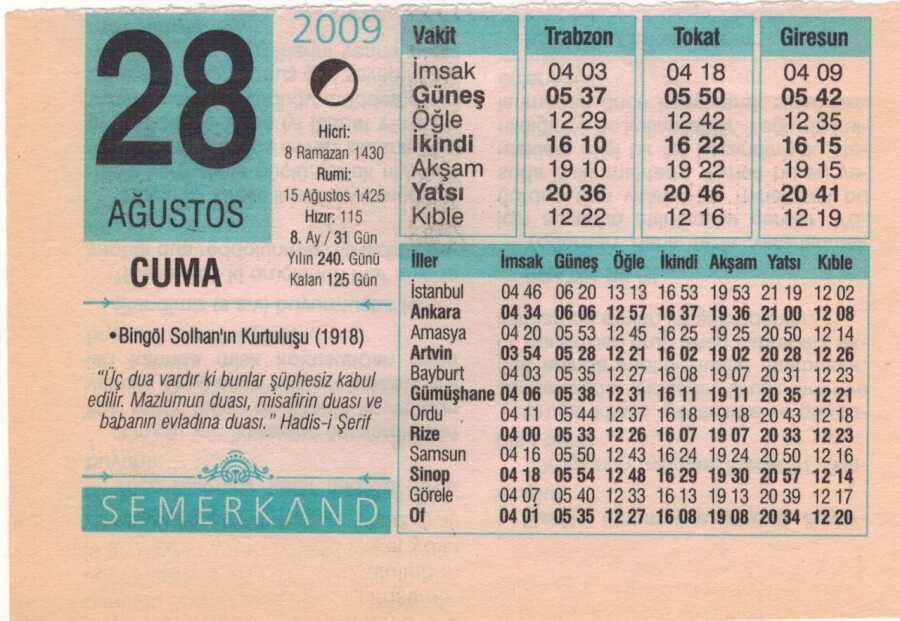 28
AĞUSTOS
CUMA
2009
Hicri:
8 Ramazan 1430
Rumi:
15 Ağustos 1425
Hızır: 115
8. Ay / 31 Gün
Yılın 240. Günü
Kalan 125 Gün
•Bingöl Solhan'ın Kurtuluşu (1918)
"Üç dua vardır ki bunlar şüphesiz kabul
edilir. Mazlumun duası, misafirin duası ve
babanın evladına duası." Hadis-i Şerif
SEMERKAND
Vakit Trabzon Tokat Giresun
İmsak 04 03 04 18 04 09
Güneş 05 37 05 50 05 42
Öğle 12 29 12 42 12 35
İkindi 16 10 16 22 16 15
Akşam 19 10 19 22 19 15
Yatsı 20 36 20 46 20 41
Kıble 12 22 12 16 12 19
İller İmsak Güneş Öğle İkindi Akşam Yatsı Kıble
İstanbul 04 46 06 20 13 13 16 53 19 53 21 19 12 02
Ankara 04 34 06 06 12 57 16 37 19 36 21 00 12 08
Amasya 04 20 05 53 12 45 16 25 19 25 20 50 12 14
Artvin 03 54 05 28 12 21 16 02 19 02 20 28 12 26
Bayburt 04 03 05 35 12 27 16 08 19 07 20 31 12 23
Gümüşhane 04 06 05 38 12 31 16 11 19 11 20 35 12 21
Ordu 04 11 05 44 12 37 16 18 19 18 20 43 12 18
Rize 04 00 05 33 12 26 16 07 19 07 20 33 12 23
Samsun 04 16 05 50 12 43 16 24 19 24 20 50 12 16
Sinop 04 18 05 54 12 48 16 29 19 30 20 57 12 14
Görele 04 07 05 40 12 33 16 13 19 13 20 39 12 17
Of 04 01 05 35 12 27 16 08 19 08 20 34 12 20